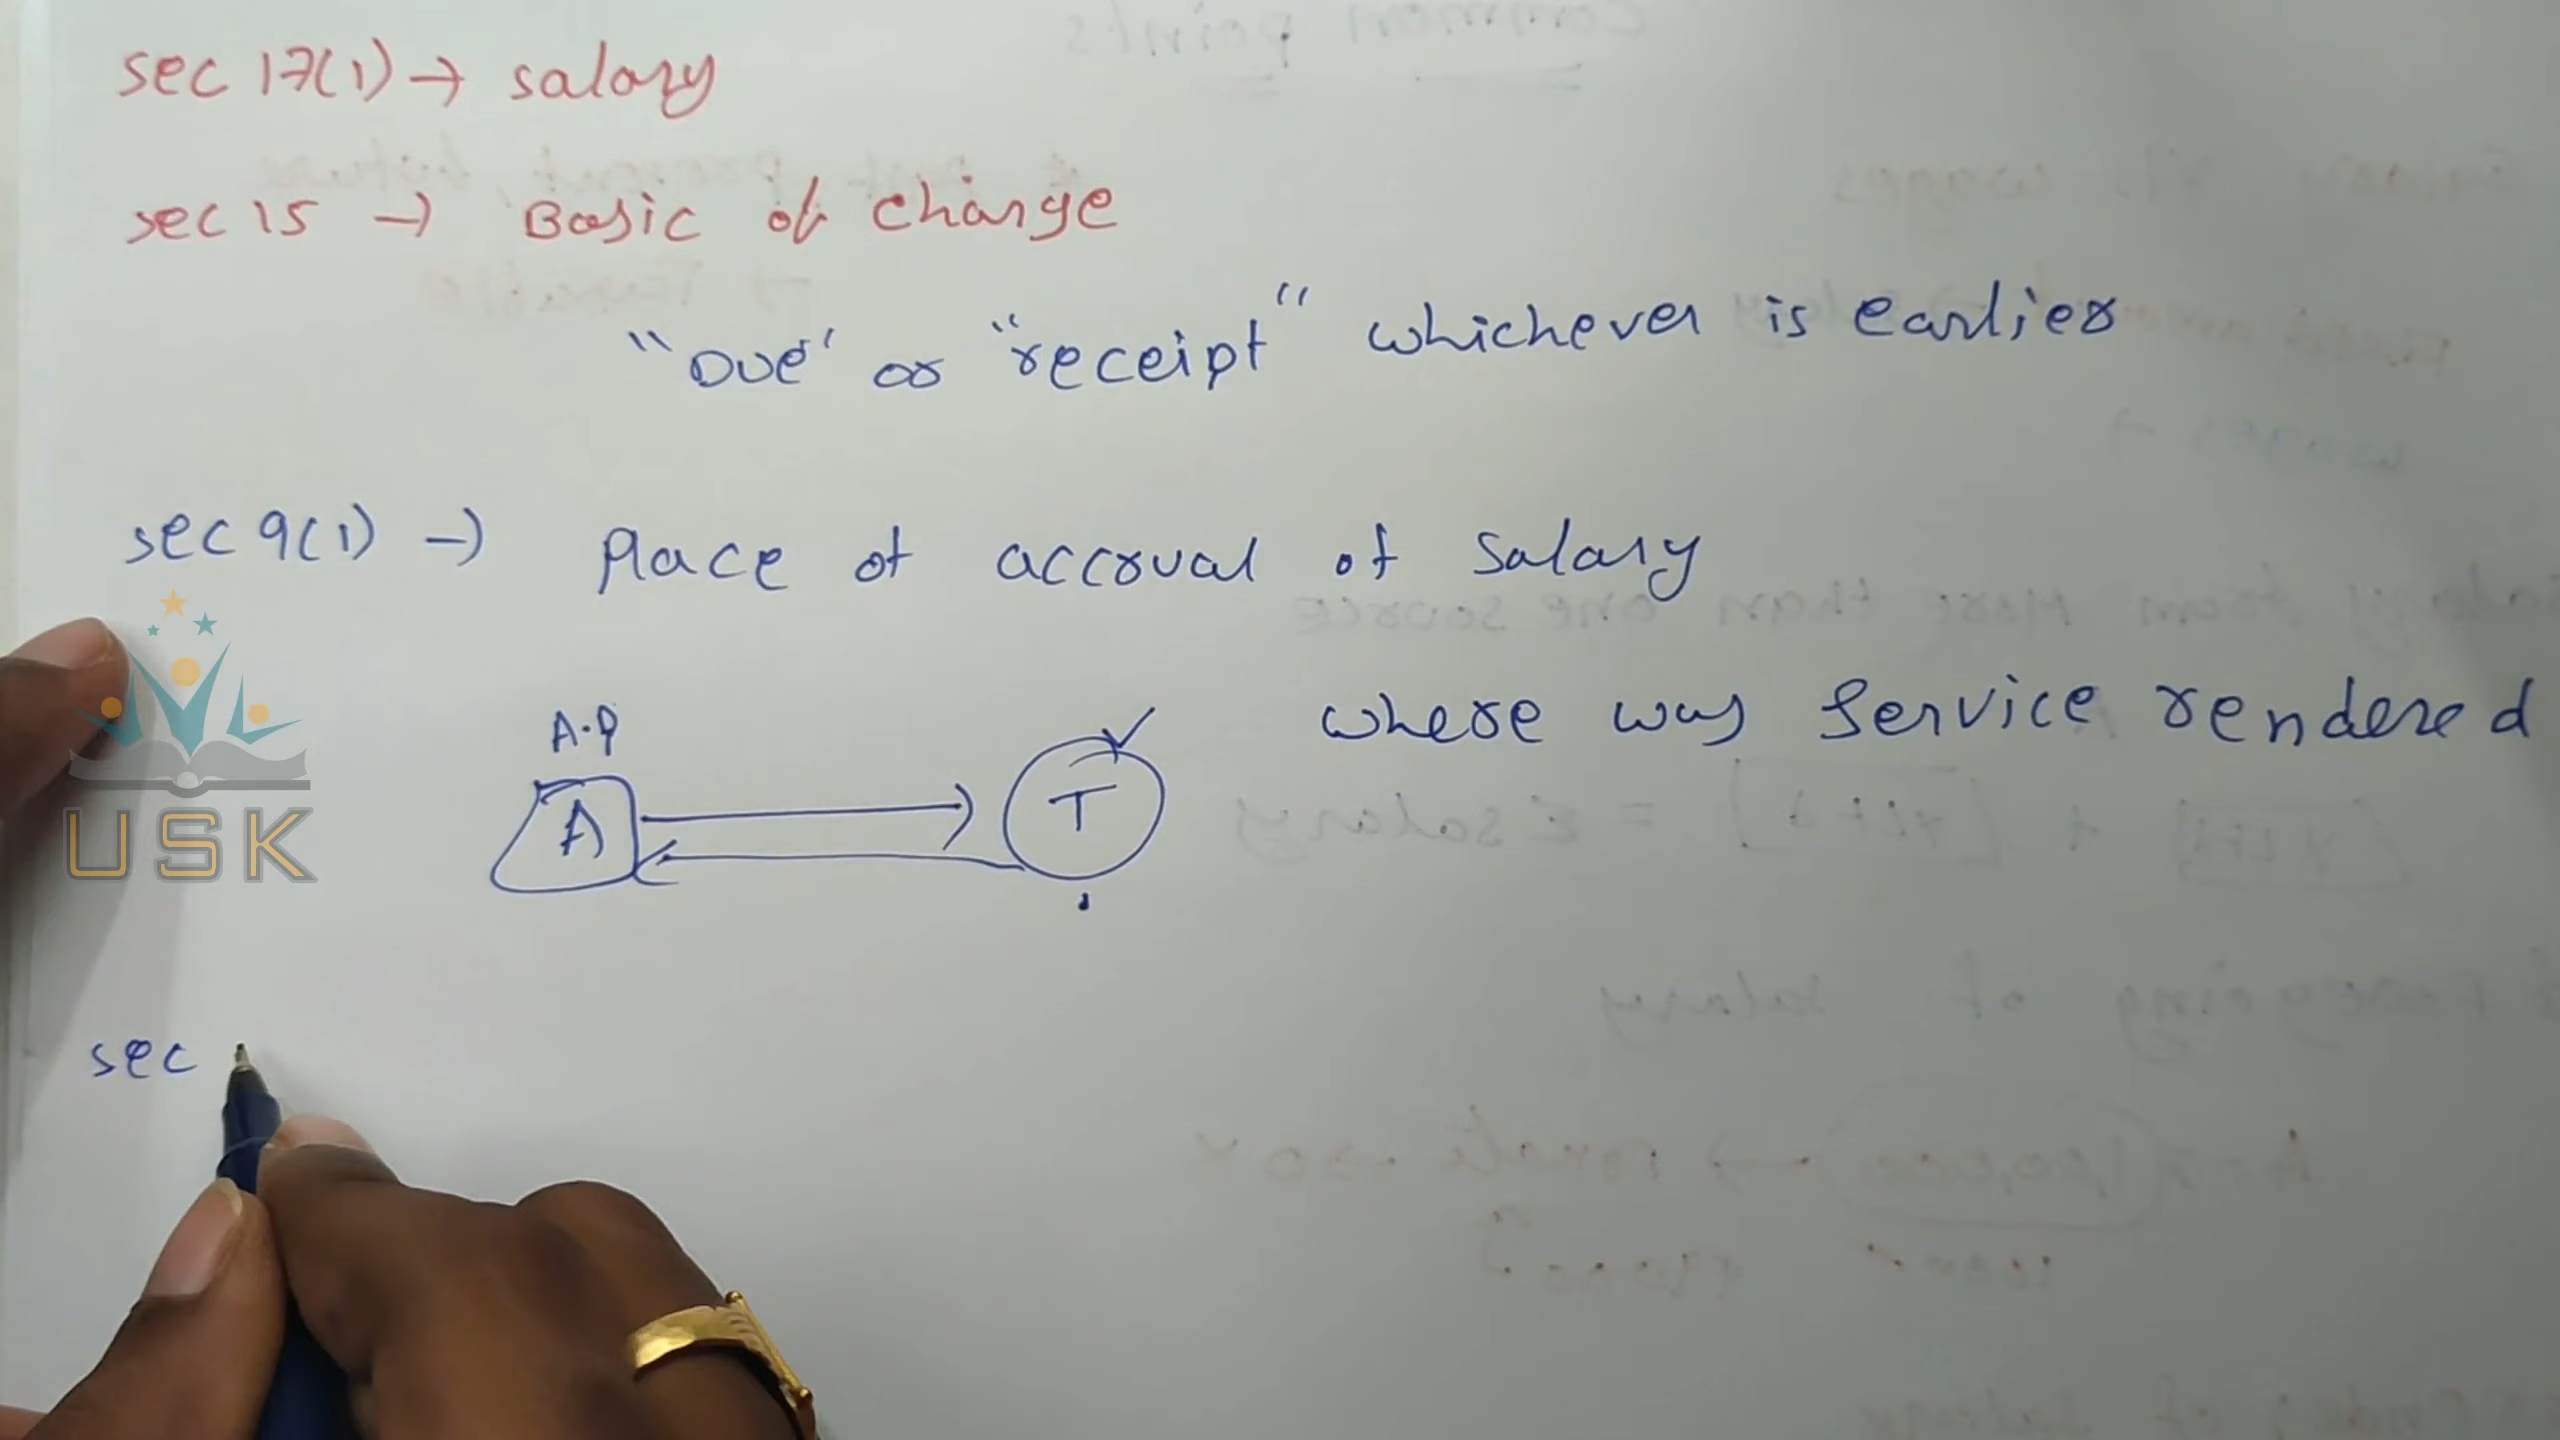 sec 17(1) → salary
sec 15 → Basic of charge
"Due' or "receipt" whichever is earlier
sec 9(1) → Place of accrual of Salary
where was Service rendered
A.P
A
T
USK
sec